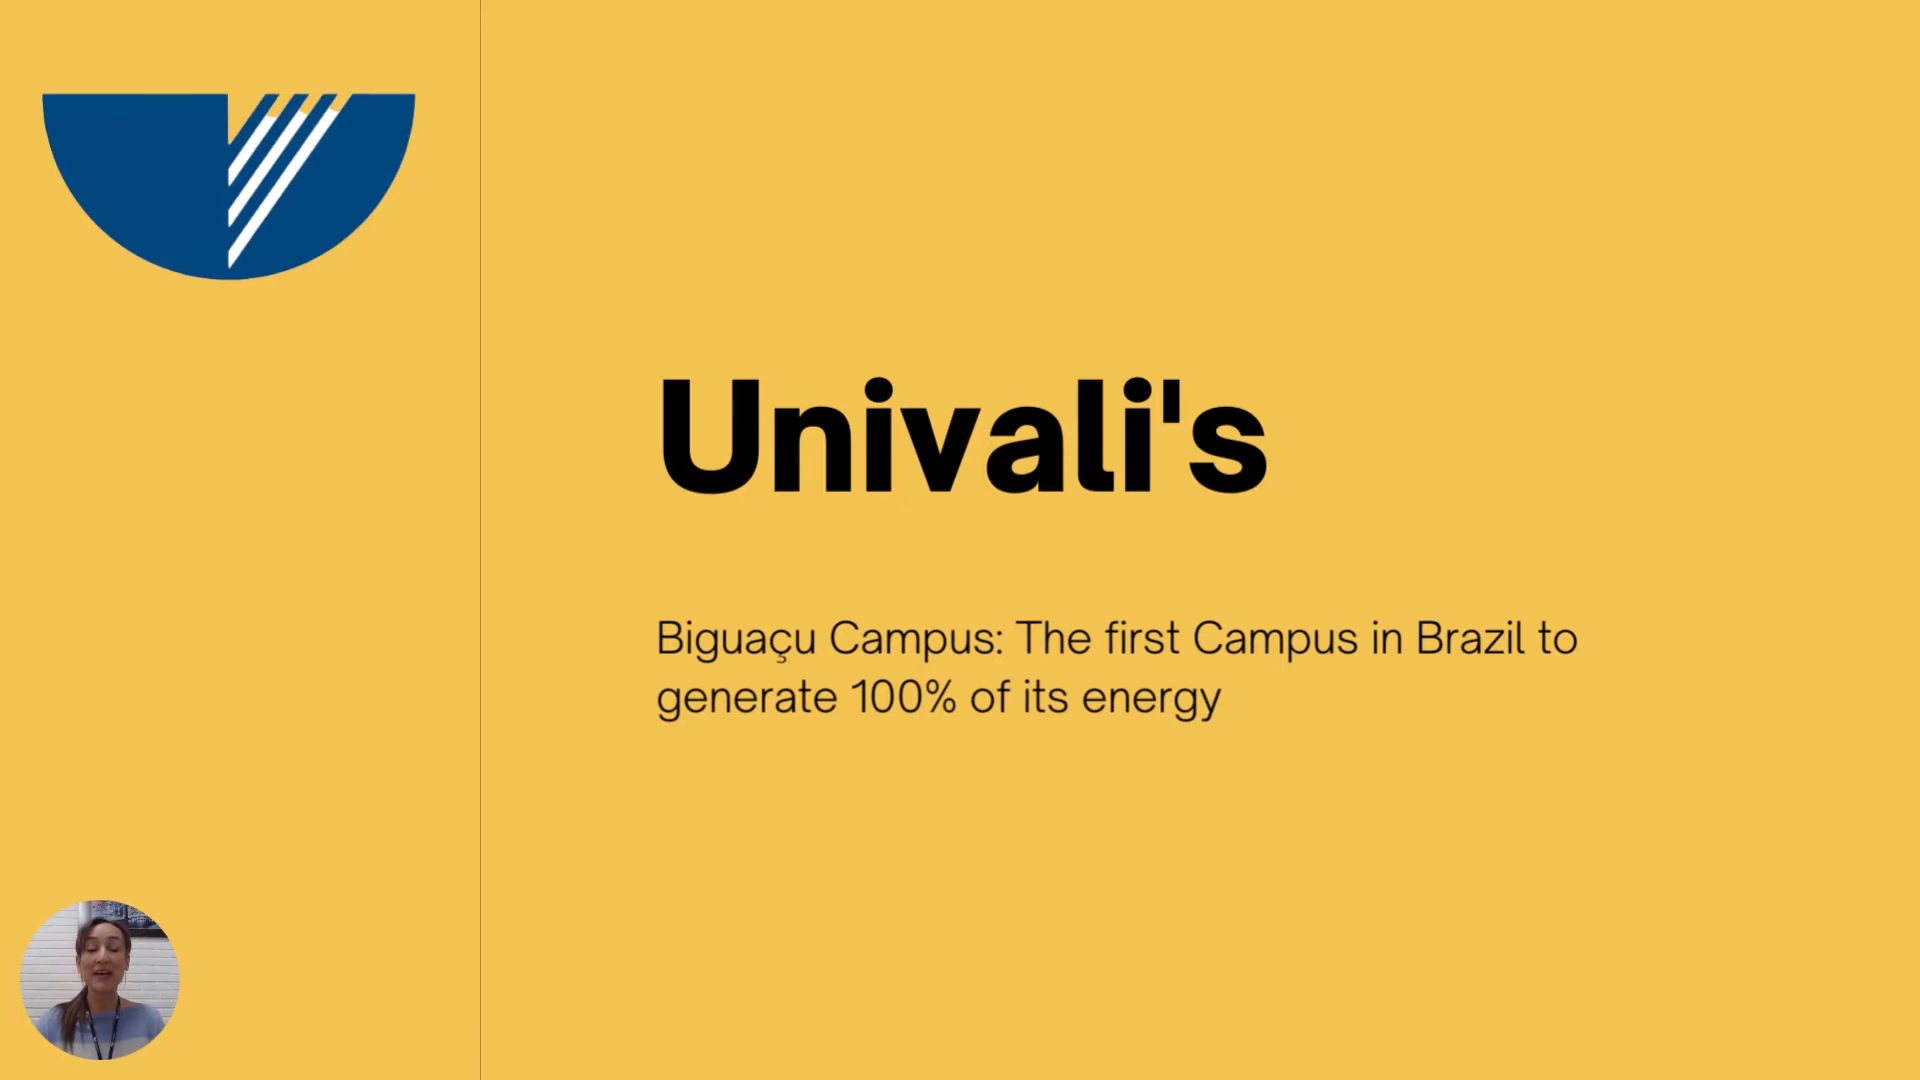 Univali's
Biguaçu Campus: The first Campus in Brazil to
generate 100% of its energy